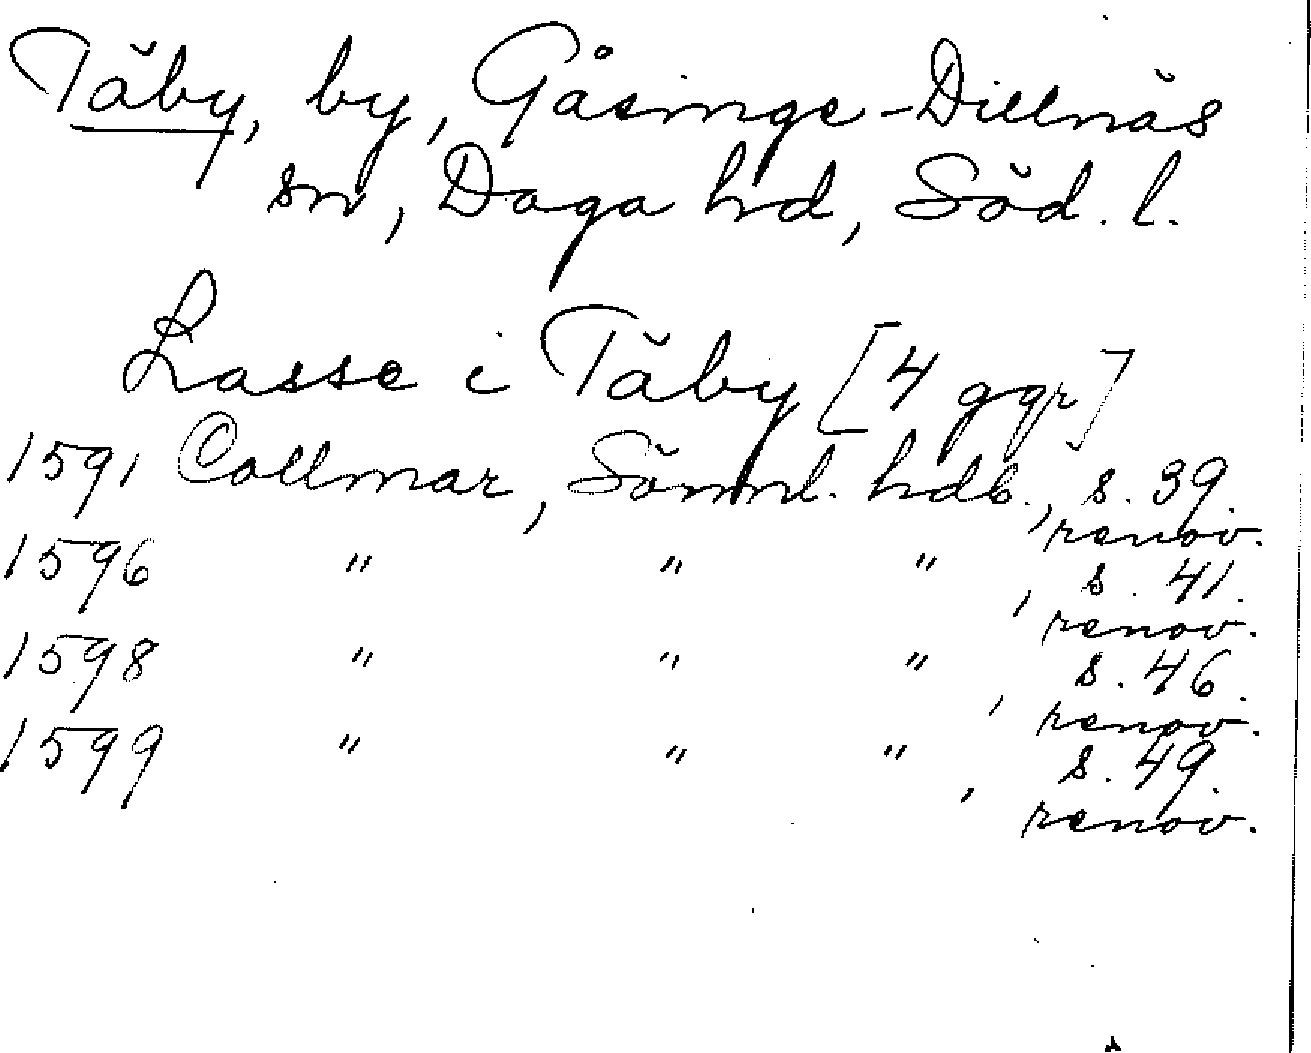 Täby, by, Gåsinge-Dillnäs
sn, Daga hd, Söd. l.
Lasse i Täby [4 ggr]
1591 Collmar, Sömml. hdb., s. 39.
renov.
1596 " " " , s. 41.
renov.
1598 " " " , s. 46.
renov.
1599 " " " , s. 49.
renov.